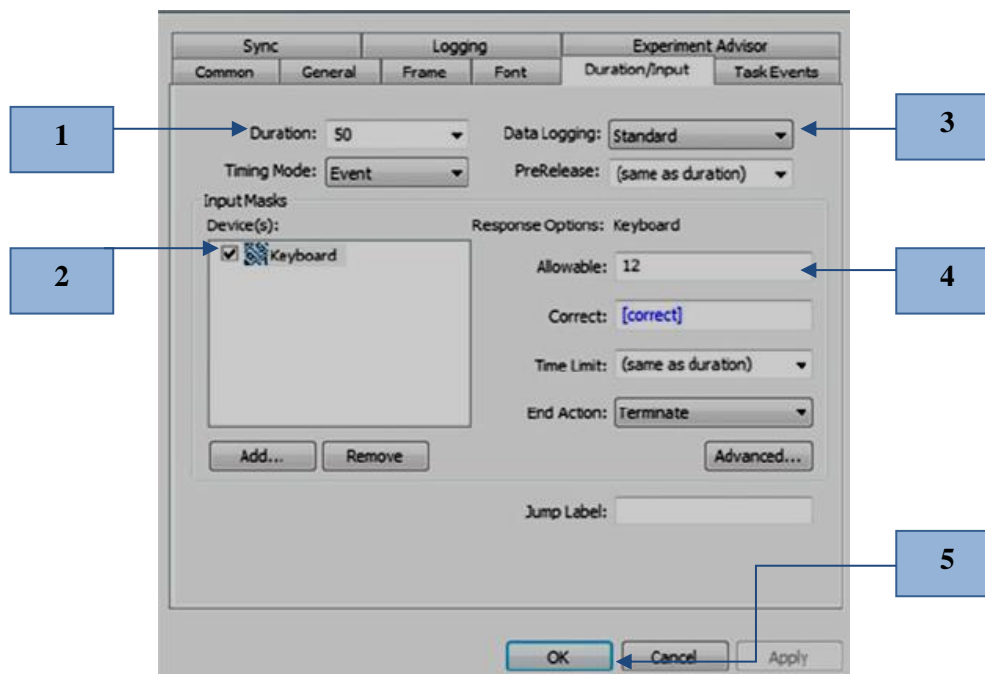 Sync Logging Experiment Advisor
Common General Frame Font Duration/Input Task Events
1 Duration: 50 Data Logging: Standard 3
Timing Mode: Event PreRelease: (same as duration)
Input Masks
Device(s): Response Options: Keyboard
2 Keyboard Allowable: 12 4
Correct: [correct]
Time Limit: (same as duration)
End Action: Terminate
Add... Remove Advanced...
Jump Label:
5
OK Cancel Apply